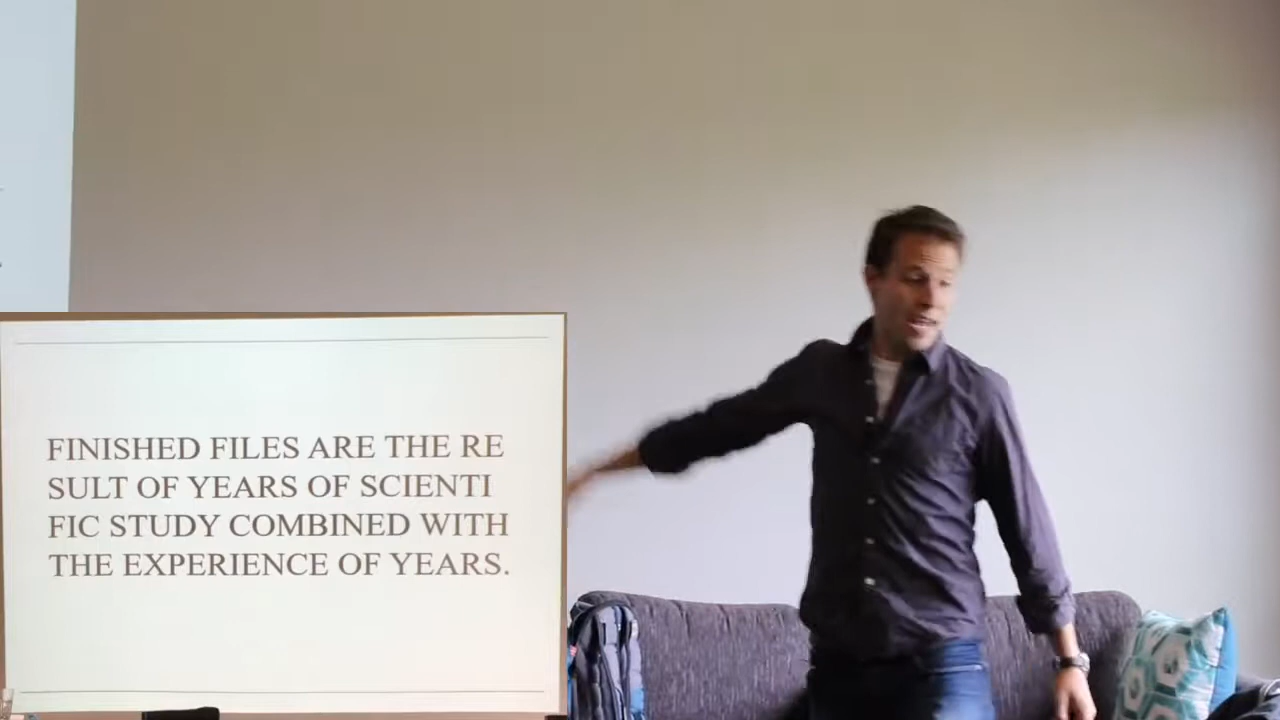 FINISHED FILES ARE THE RE
SULT OF YEARS OF SCIENTI
FIC STUDY COMBINED WITH
THE EXPERIENCE OF YEARS.